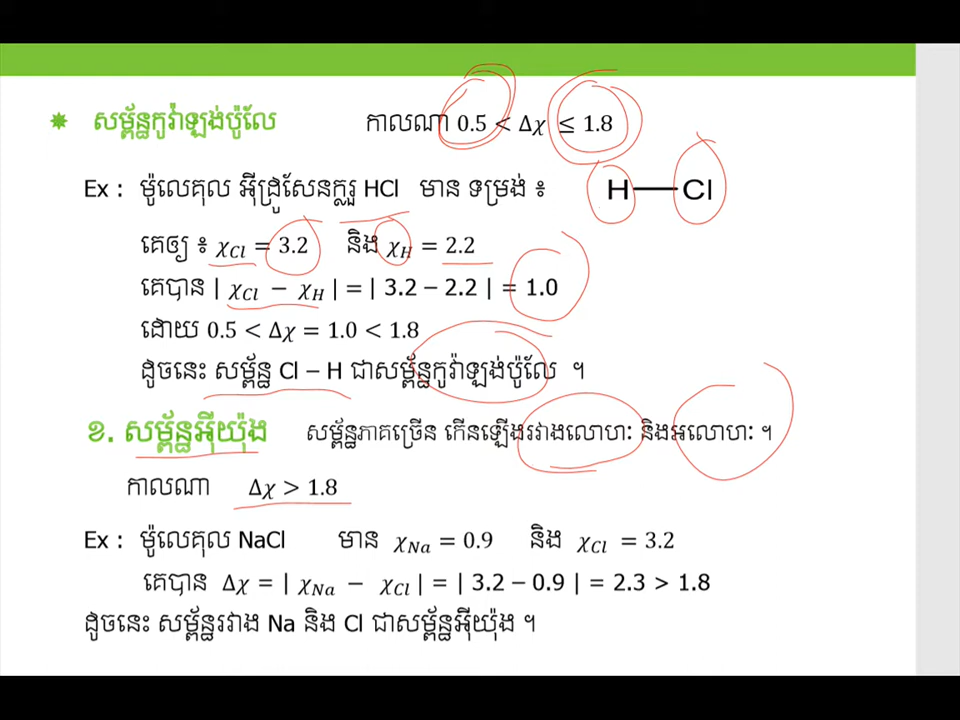 សម្ព័ន្ធកូវ៉ាឡង់ប៉ូលែ កាលណា 0.5 < Δχ ≤ 1.8
Ex : ម៉ូលេគុល អ៊ីដ្រូសែនក្លរួ HCl មាន ទម្រង់ ៖ H — Cl
គេឲ្យ ៖ χCl = 3.2 និង χH = 2.2
គេបាន | χCl − χH | = | 3.2 − 2.2 | = 1.0
ដោយ 0.5 < Δχ = 1.0 < 1.8
ដូចនេះ សម្ព័ន្ធ Cl – H ជាសម្ព័ន្ធកូវ៉ាឡង់ប៉ូលែ ។
ខ. សម្ព័ន្ធអ៊ីយ៉ុង សម្ព័ន្ធភាគច្រើន កើនឡើងរវាងលោហៈ និងអលោហៈ ។
កាលណា Δχ > 1.8
Ex : ម៉ូលេគុល NaCl មាន χNa = 0.9 និង χCl = 3.2
គេបាន Δχ = | χNa − χCl | = | 3.2 − 0.9 | = 2.3 > 1.8
ដូចនេះ សម្ព័ន្ធរវាង Na និង Cl ជាសម្ព័ន្ធអ៊ីយ៉ុង ។